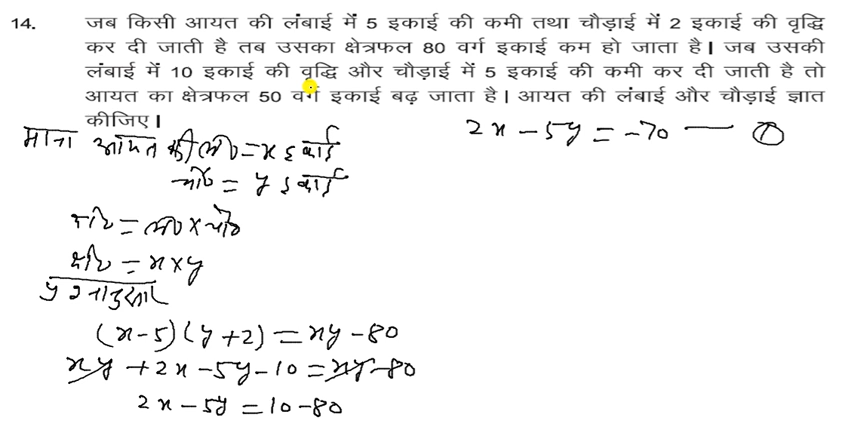 14. जब किसी आयत की लंबाई में 5 इकाई की कमी तथा चौड़ाई में 2 इकाई की वृद्धि
कर दी जाती है तब उसका क्षेत्रफल 80 वर्ग इकाई कम हो जाता है। जब उसकी
लंबाई में 10 इकाई की वृद्धि और चौड़ाई में 5 इकाई की कमी कर दी जाती है तो
आयत का क्षेत्रफल 50 वर्ग इकाई बढ़ जाता है। आयत की लंबाई और चौड़ाई ज्ञात
कीजिए।
माना आयत की ल० = x इकाई
चौ० = y इकाई
क्षे० = ल० x चौ०
क्षे० = x x y
प्रश्नानुसार
(x-5)(y+2) = xy-80
xy + 2x - 5y - 10 = xy - 80
2x - 5y = 10 - 80
2x - 5y = -70 — ①